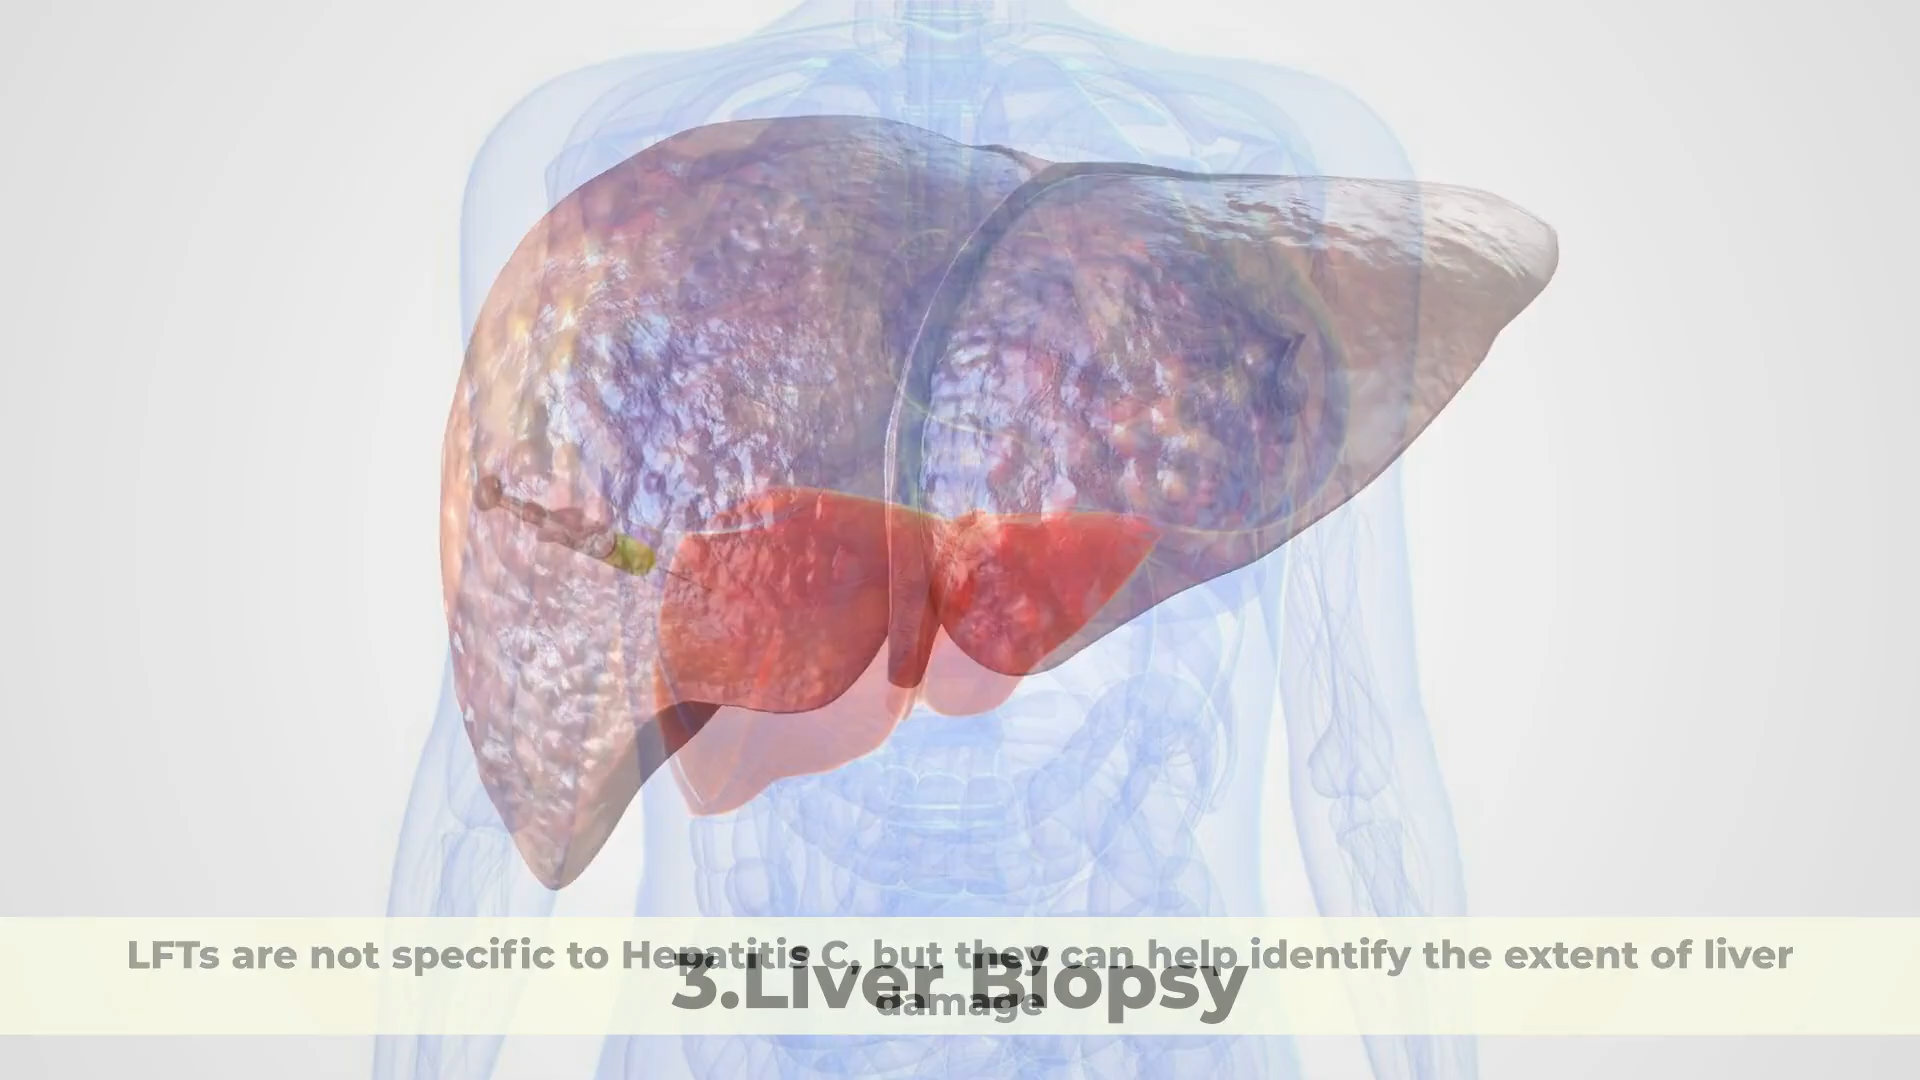 LFTs are not specific to Hepatitis C, but they can help identify the extent of liver
damage
3.Liver Biopsy